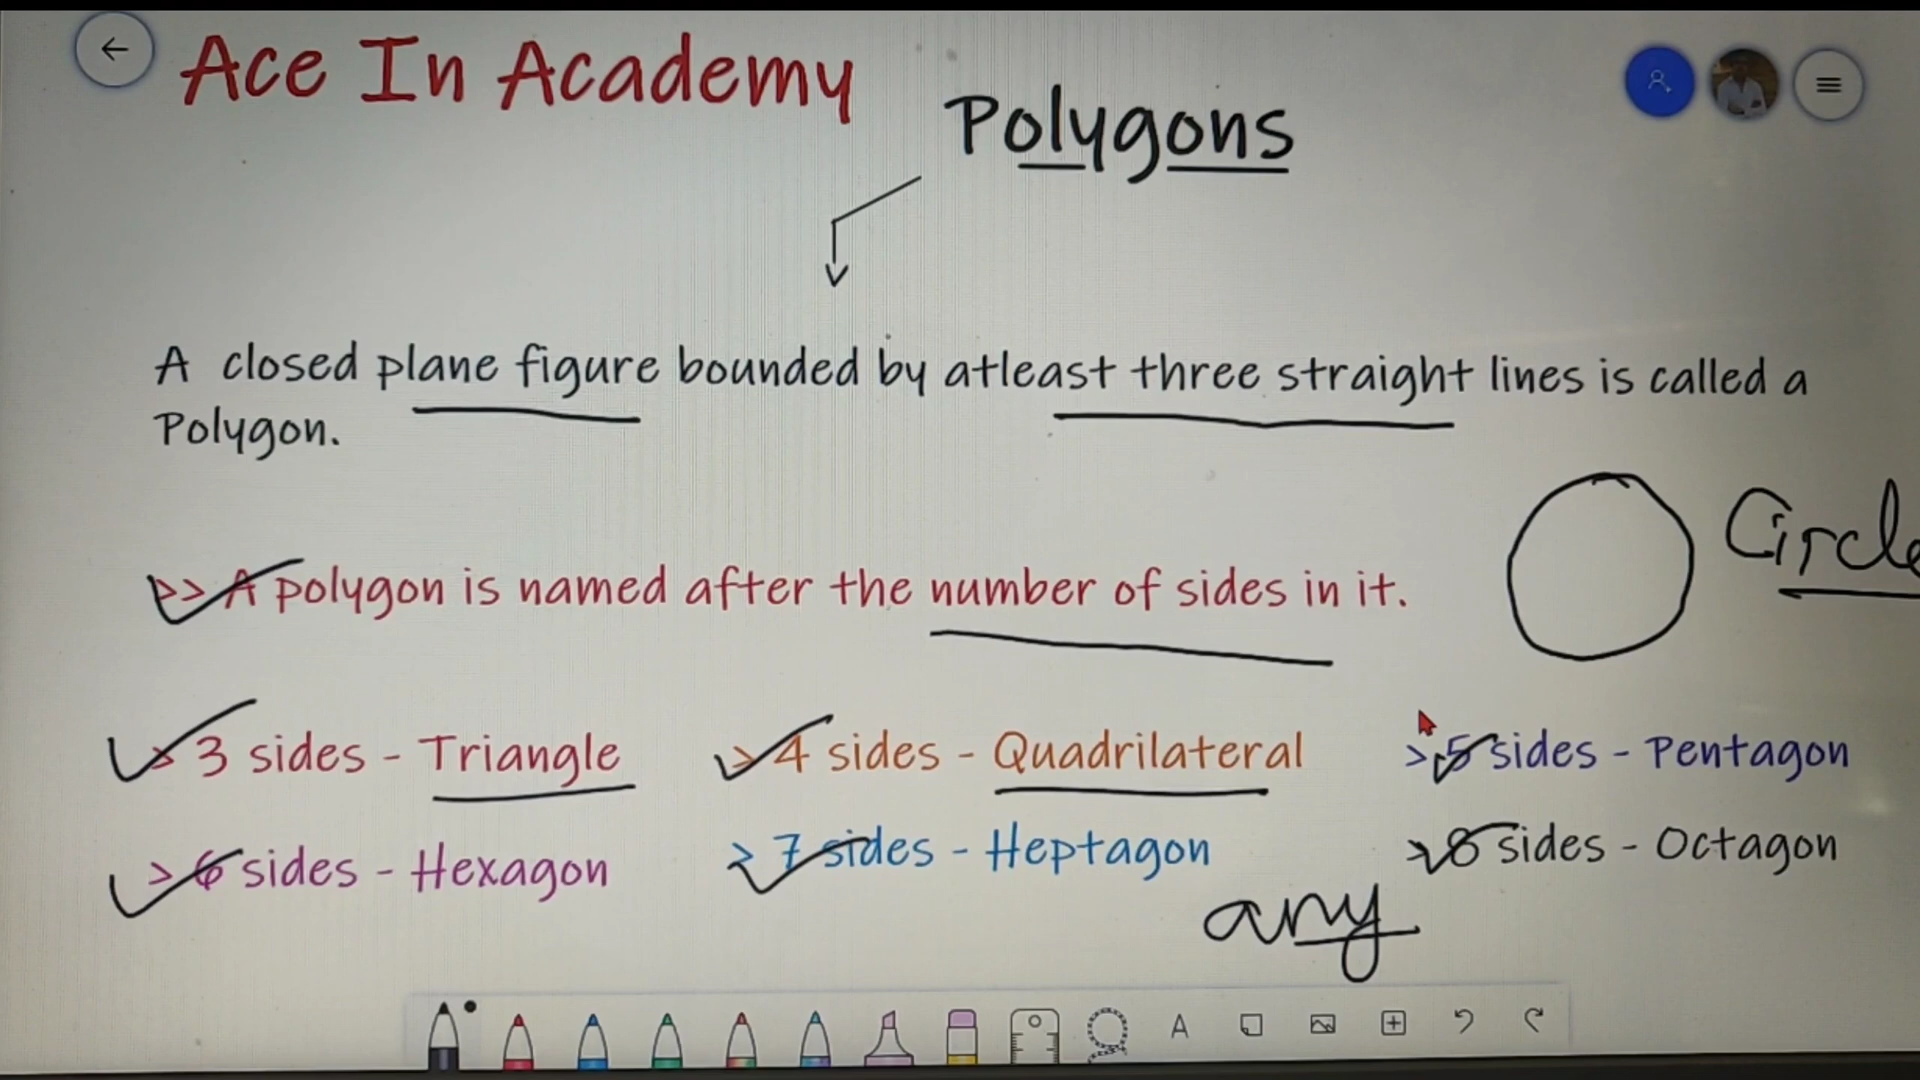 Ace In Academy
Polygons
A closed plane figure bounded by atleast three straight lines is called a
Polygon.
Circle
>> A polygon is named after the number of sides in it.
> 3 sides - Triangle
> 4 sides - Quadrilateral
> 5 sides - Pentagon
> 6 sides - Hexagon
> 7 sides - Heptagon
> 8 sides - Octagon
any
A